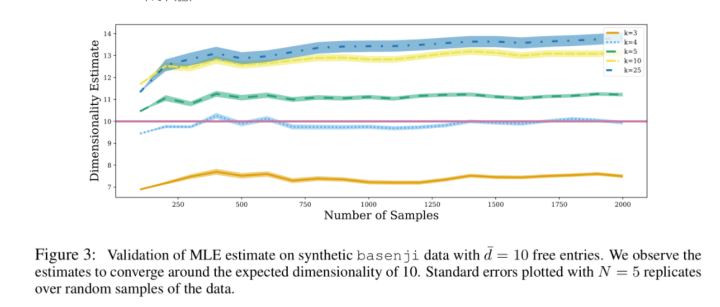 14
13
12
11
10
9
8
7
Dimensionality Estimate
k=3
k=4
k=5
k=10
k=25
250 500 750 1000 1250 1500 1750 2000
Number of Samples
Figure 3: Validation of MLE estimate on synthetic basenji data with d̄ = 10 free entries. We observe the
estimates to converge around the expected dimensionality of 10. Standard errors plotted with N = 5 replicates
over random samples of the data.